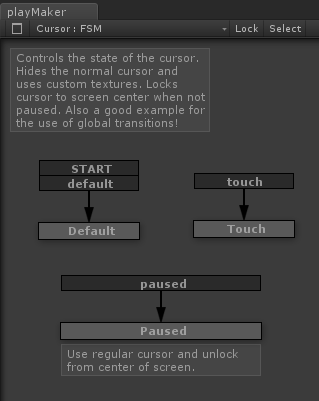 playMaker
Cursor : FSM
Lock
Select
Controls the state of the cursor.
Hides the normal cursor and
uses custom textures. Locks
cursor to screen center when not
paused. Also a good example for
the use of global transitions!
START
default
Default
touch
Touch
paused
Paused
Use regular cursor and unlock
from center of screen.